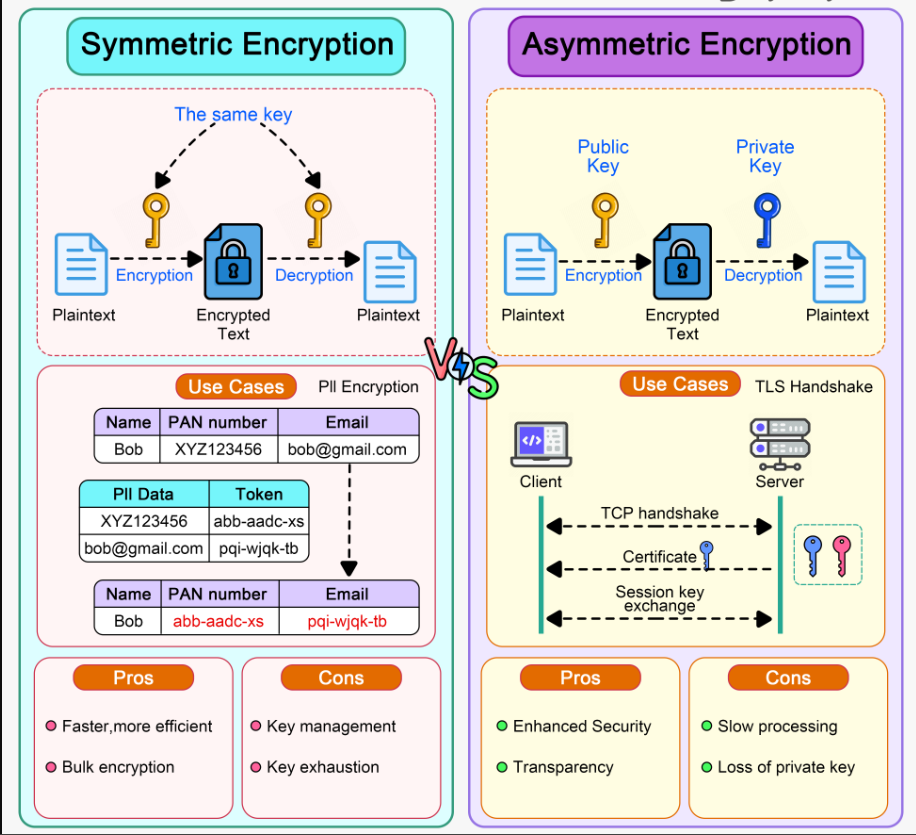 Symmetric Encryption
The same key
Encryption
Decryption
Plaintext
Encrypted
Text
Plaintext
Use Cases
PII Encryption
Name PAN number Email
Bob XYZ123456 bob@gmail.com
PII Data Token
XYZ123456 abb-aadc-xs
bob@gmail.com pqi-wjqk-tb
Name PAN number Email
Bob abb-aadc-xs pqi-wjqk-tb
Pros
Faster,more efficient
Bulk encryption
Cons
Key management
Key exhaustion
VS
Asymmetric Encryption
Public
Key
Private
Key
Encryption
Decryption
Plaintext
Encrypted
Text
Plaintext
Use Cases
TLS Handshake
</>
Client
Server
TCP handshake
Certificate
Session key
exchange
Pros
Enhanced Security
Transparency
Cons
Slow processing
Loss of private key